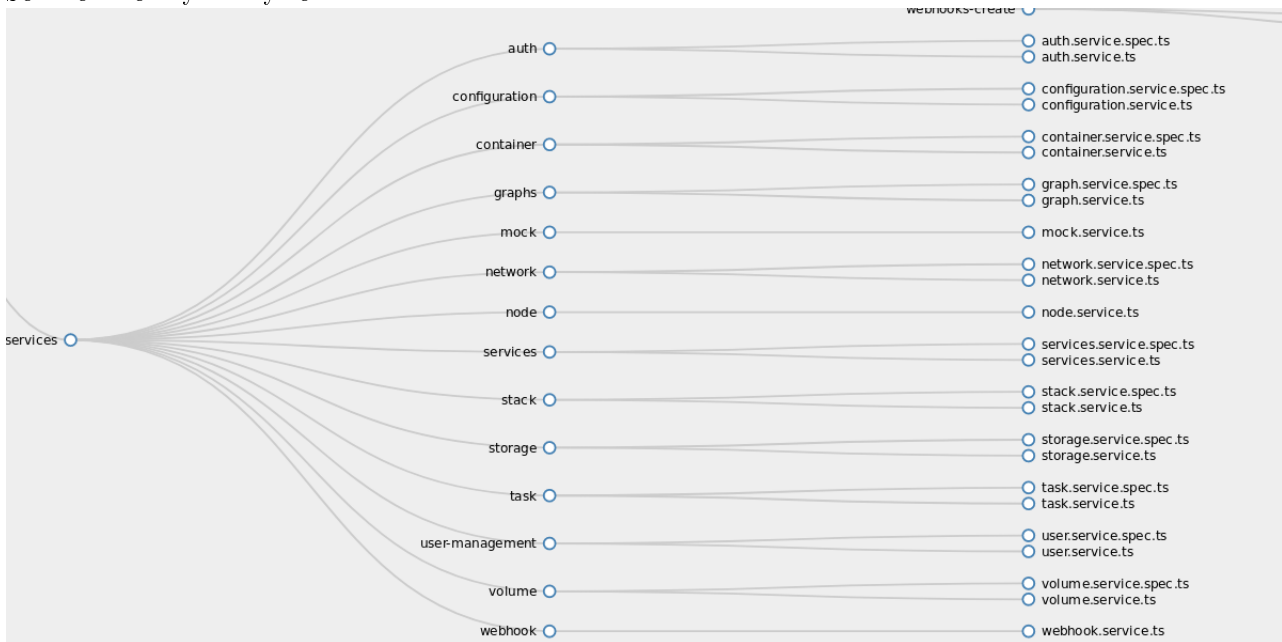 webhooks-create
auth
auth.service.spec.ts
auth.service.ts
configuration
configuration.service.spec.ts
configuration.service.ts
container
container.service.spec.ts
container.service.ts
graphs
graph.service.spec.ts
graph.service.ts
mock
mock.service.ts
network
network.service.spec.ts
network.service.ts
node
node.service.ts
services
services
services.service.spec.ts
services.service.ts
stack
stack.service.spec.ts
stack.service.ts
storage
storage.service.spec.ts
storage.service.ts
task
task.service.spec.ts
task.service.ts
user-management
user.service.spec.ts
user.service.ts
volume
volume.service.spec.ts
volume.service.ts
webhook
webhook.service.ts